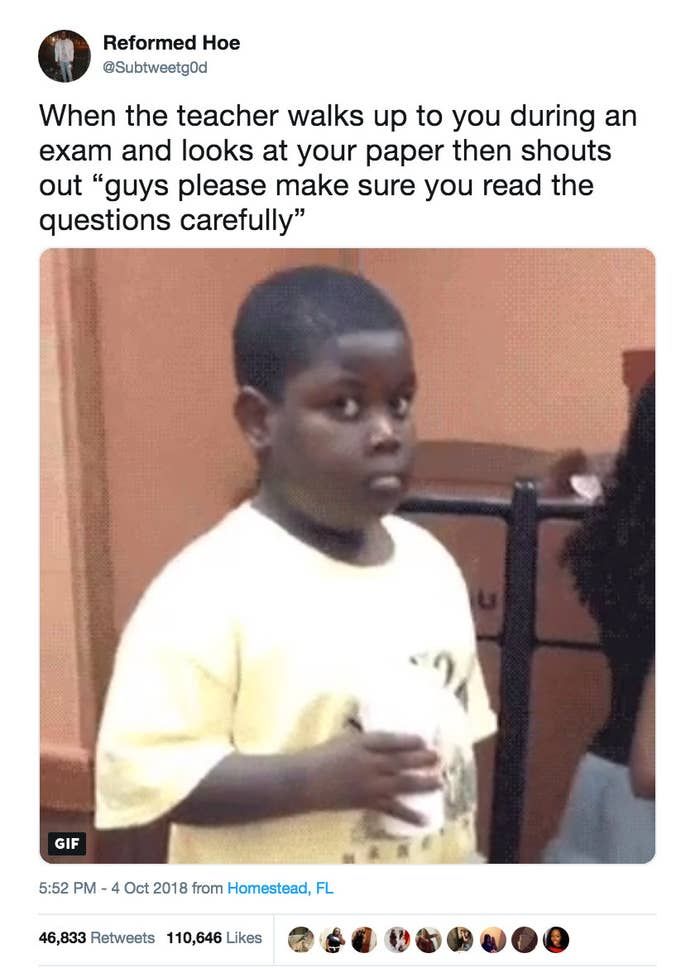 Reformed Hoe
@Subtweetg0d
When the teacher walks up to you during an
exam and looks at your paper then shouts
out “guys please make sure you read the
questions carefully”
GIF
5:52 PM - 4 Oct 2018 from Homestead, FL
46,833 Retweets 110,646 Likes